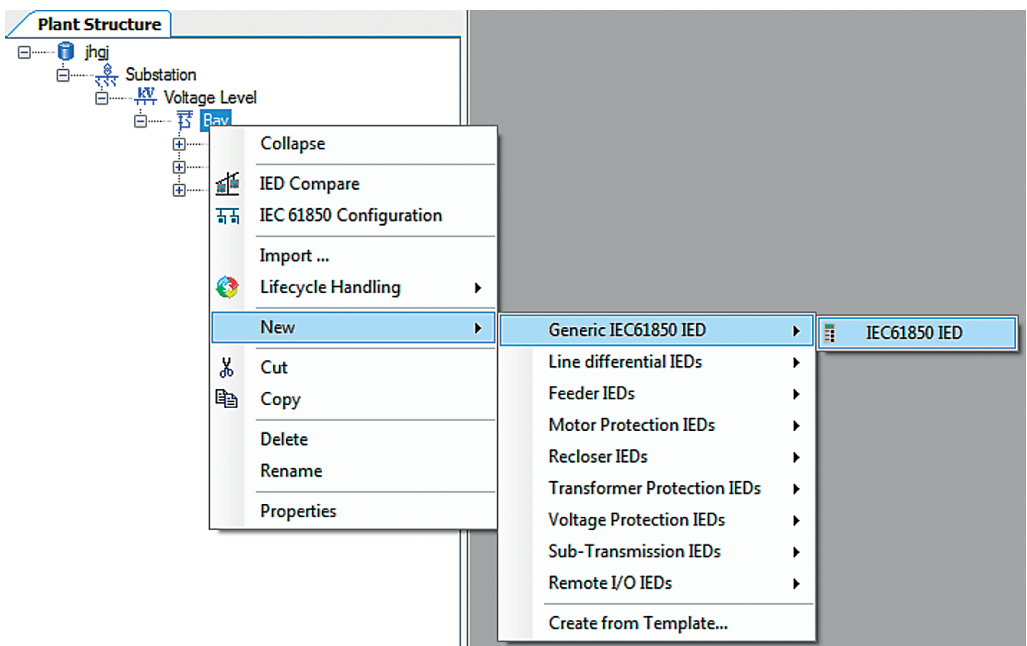 Plant Structure
jhgj
Substation
Voltage Level
Bay
Collapse
IED Compare
IEC 61850 Configuration
Import ...
Lifecycle Handling
New
Cut
Copy
Delete
Rename
Properties
Generic IEC61850 IED
Line differential IEDs
Feeder IEDs
Motor Protection IEDs
Recloser IEDs
Transformer Protection IEDs
Voltage Protection IEDs
Sub-Transmission IEDs
Remote I/O IEDs
Create from Template...
IEC61850 IED